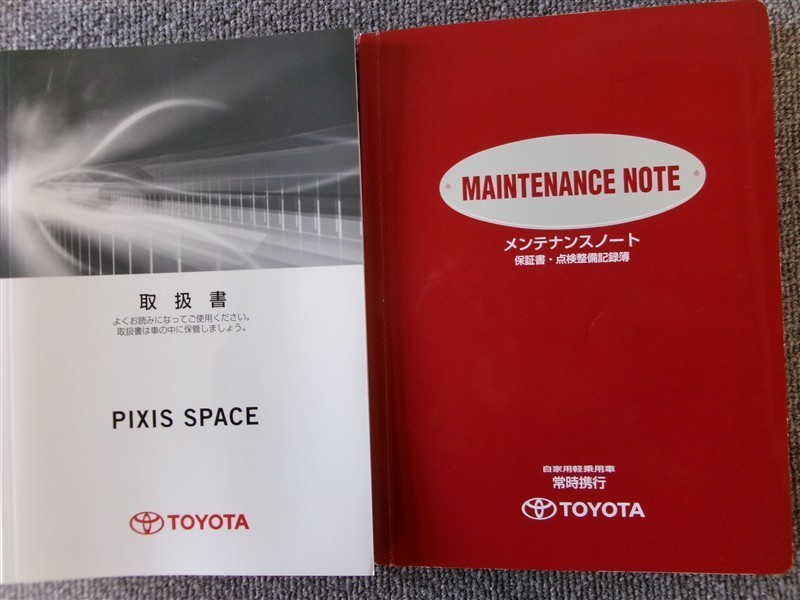 取扱書
よくお読みになってご使用ください。
取扱書は車の中に保管しましょう。
PIXIS SPACE
TOYOTA
MAINTENANCE NOTE
メンテナンスノート
保証書・点検整備記録簿
自家用軽乗用車
常時携行
TOYOTA